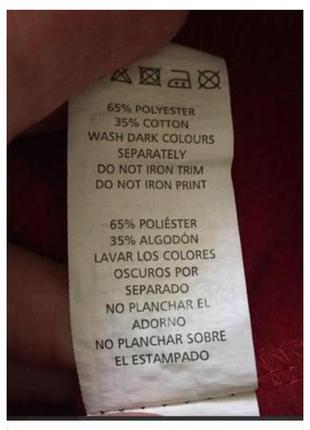 65% POLYESTER
35% COTTON
WASH DARK COLOURS
SEPARATELY
DO NOT IRON TRIM
DO NOT IRON PRINT
65% POLIÉSTER
35% ALGODÓN
LAVAR LOS COLORES
OSCUROS POR
SEPARADO
NO PLANCHAR EL
ADORNO
NO PLANCHAR SOBRE
EL ESTAMPADO